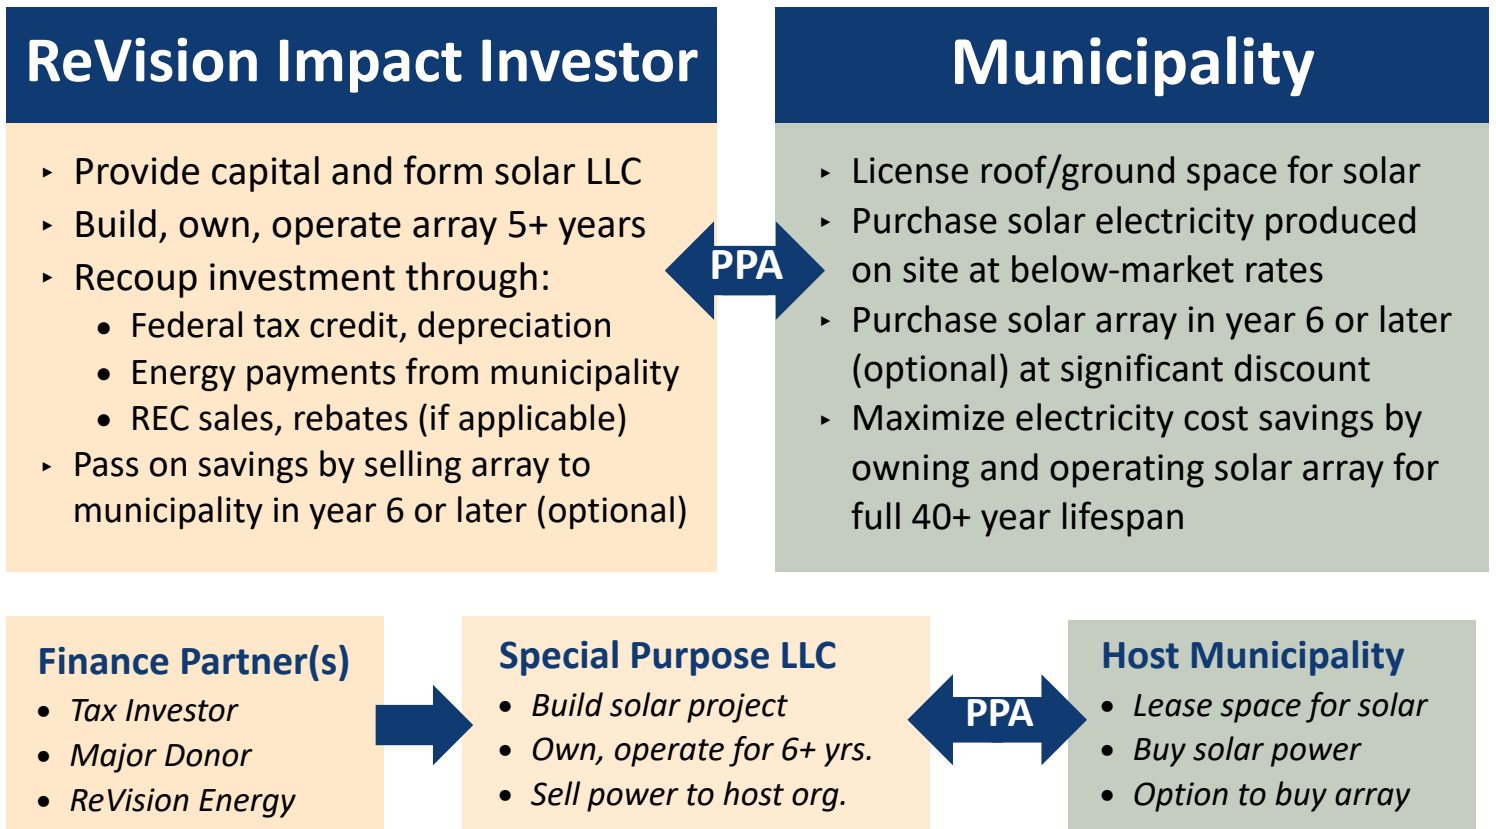 ReVision Impact Investor
‣ Provide capital and form solar LLC
‣ Build, own, operate array 5+ years
‣ Recoup investment through:
• Federal tax credit, depreciation
• Energy payments from municipality
• REC sales, rebates (if applicable)
‣ Pass on savings by selling array to
municipality in year 6 or later (optional)
PPA
Municipality
‣ License roof/ground space for solar
‣ Purchase solar electricity produced
on site at below-market rates
‣ Purchase solar array in year 6 or later
(optional) at significant discount
‣ Maximize electricity cost savings by
owning and operating solar array for
full 40+ year lifespan
Finance Partner(s)
• Tax Investor
• Major Donor
• ReVision Energy
Special Purpose LLC
• Build solar project
• Own, operate for 6+ yrs.
• Sell power to host org.
PPA
Host Municipality
• Lease space for solar
• Buy solar power
• Option to buy array